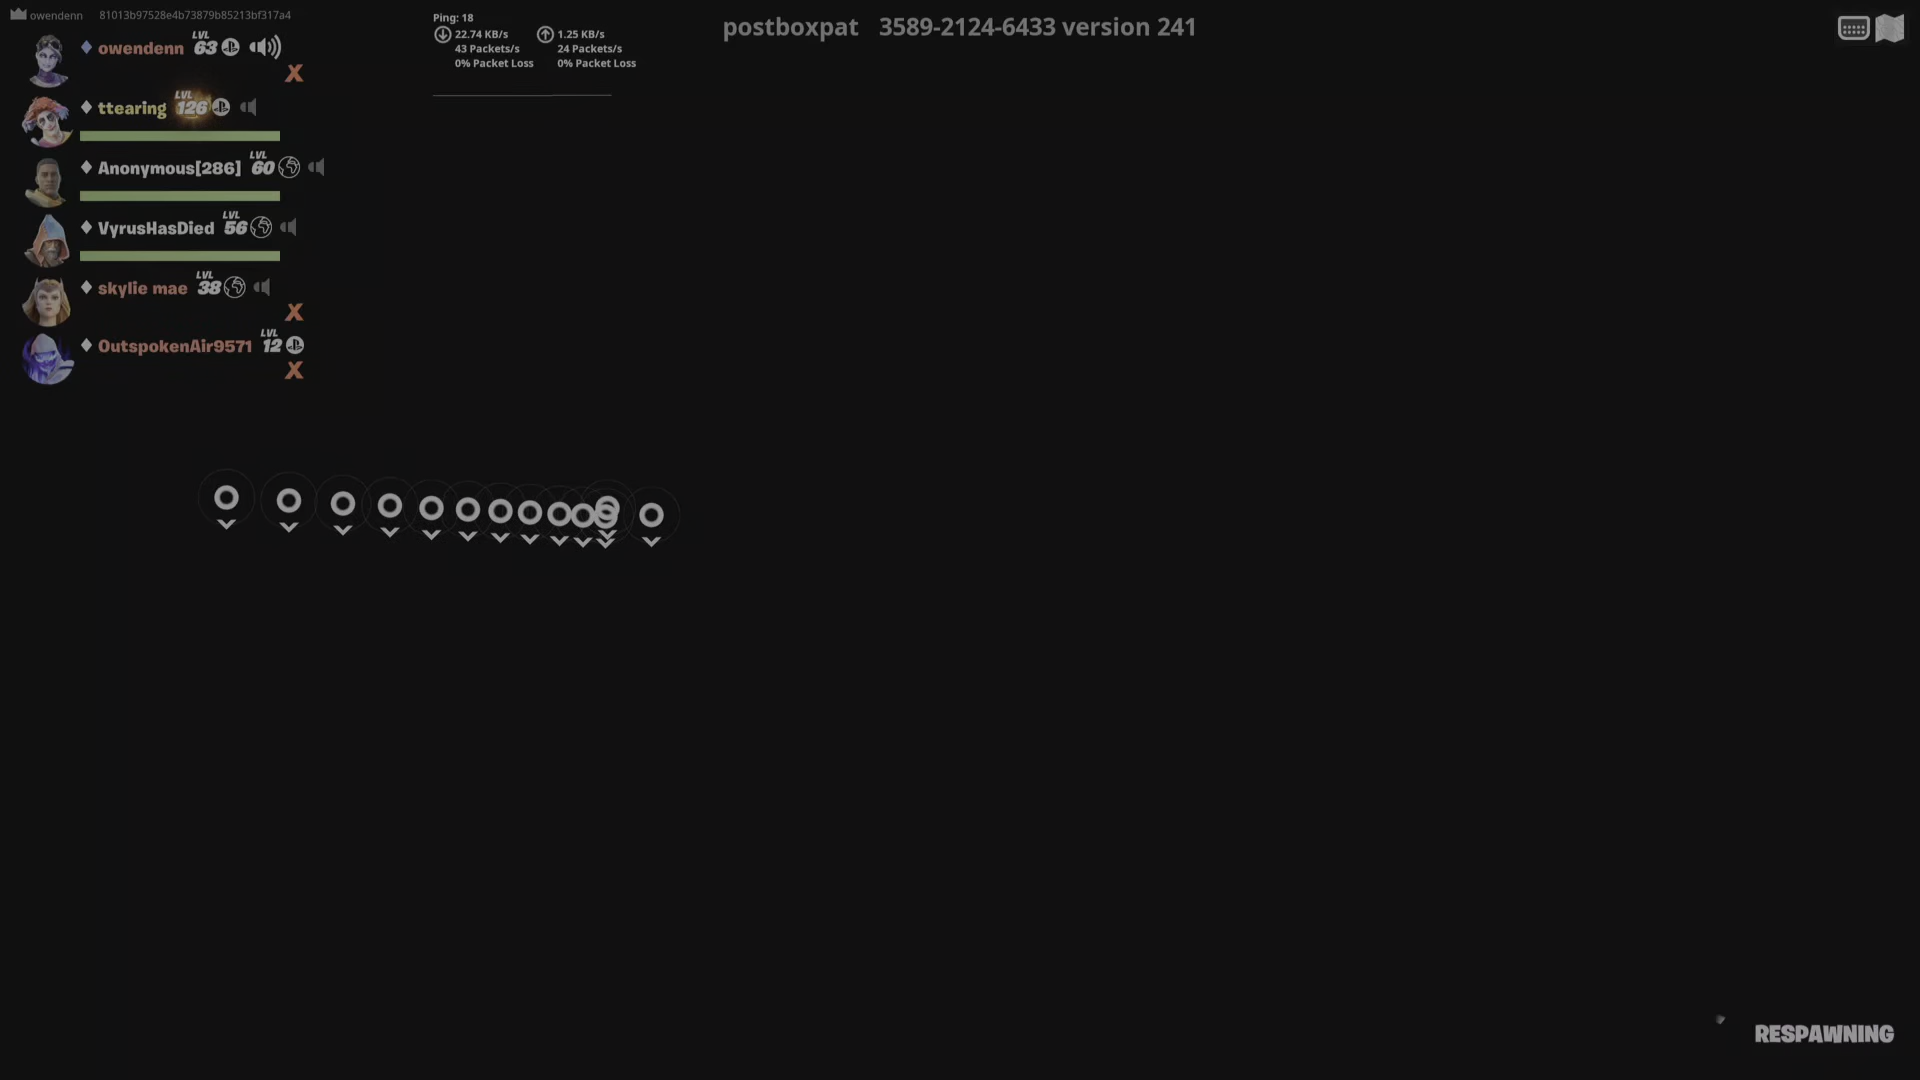 owendenn 81013b97528e4b73879b85213bf317a4
owendenn LVL 63
X
ttearing LVL 126
Anonymous[286] LVL 60
VyrusHasDied LVL 56
skylie mae LVL 38
X
OutspokenAir9571 LVL 12
X
Ping: 18
22.74 KB/s 1.25 KB/s
43 Packets/s 24 Packets/s
0% Packet Loss 0% Packet Loss
postboxpat 3589-2124-6433 version 241
RESPAWNING